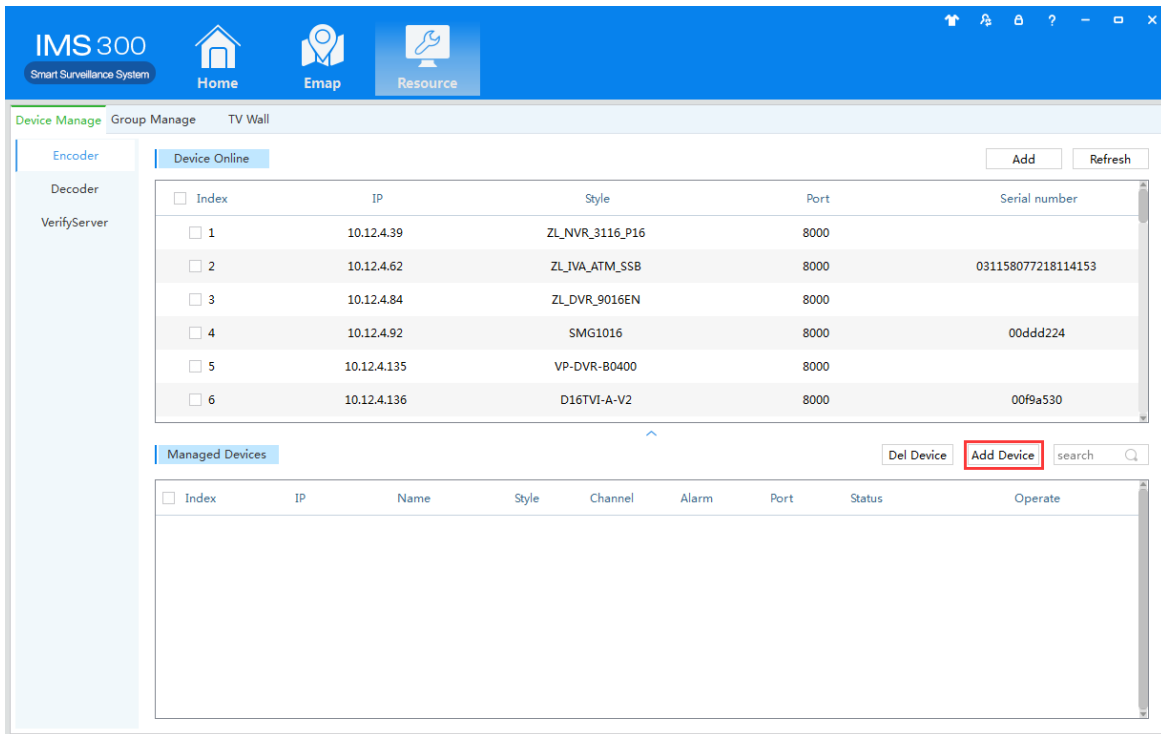 IMS 300
Smart Surveillance System
Home
Emap
Resource
?
Device Manage Group Manage TV Wall
Encoder
Decoder
VerifyServer
Device Online Add Refresh
Index IP Style Port Serial number
1 10.12.4.39 ZL_NVR_3116_P16 8000
2 10.12.4.62 ZL_IVA_ATM_SSB 8000 031158077218114153
3 10.12.4.84 ZL_DVR_9016EN 8000
4 10.12.4.92 SMG1016 8000 00ddd224
5 10.12.4.135 VP-DVR-B0400 8000
6 10.12.4.136 D16TVI-A-V2 8000 00f9a530
Managed Devices Del Device Add Device search
Index IP Name Style Channel Alarm Port Status Operate